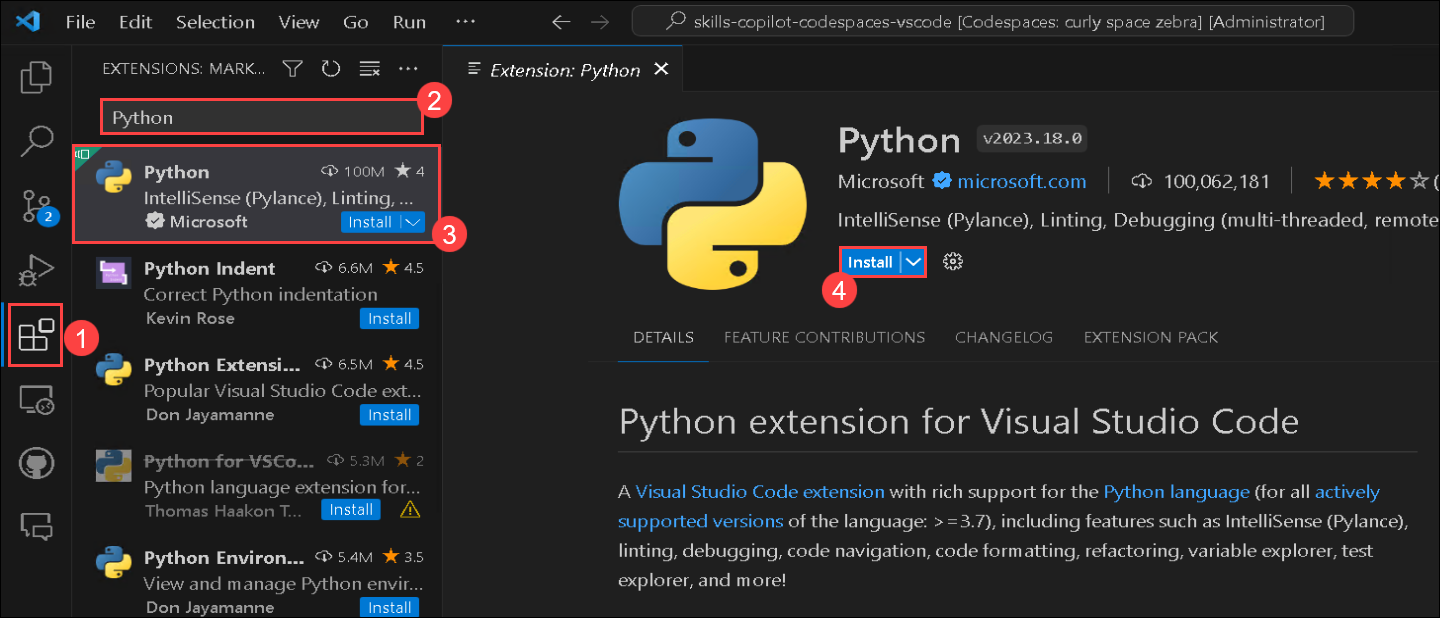 File Edit Selection View Go Run ···
skills-copilot-codespaces-vscode [Codespaces: curly space zebra] [Administrator]
EXTENSIONS: MARK... ···
Python
2
Python 100M 4
IntelliSense (Pylance), Linting, ...
Microsoft Install
3
Python Indent 6.6M 4.5
Correct Python indentation
Kevin Rose Install
1
2
Python Extensi... 6.5M 4.5
Popular Visual Studio Code ext...
Don Jayamanne Install
Python for VSCo... 5.3M 2
Python language extension for...
Thomas Haakon T... Install
Python Environ... 5.4M 3.5
View and manage Python envir...
Don Jayamanne Install
Extension: Python
Python v2023.18.0
Microsoft microsoft.com 100,062,181 (
IntelliSense (Pylance), Linting, Debugging (multi-threaded, remote
Install
4
DETAILS FEATURE CONTRIBUTIONS CHANGELOG EXTENSION PACK
Python extension for Visual Studio Code
A Visual Studio Code extension with rich support for the Python language (for all actively
supported versions of the language: >=3.7), including features such as IntelliSense (Pylance),
linting, debugging, code navigation, code formatting, refactoring, variable explorer, test
explorer, and more!